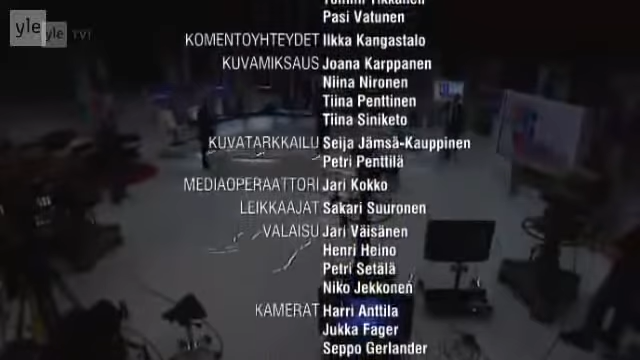 yle yle TV1
Pasi Vatunen
KOMENTOYHTEYDET Ilkka Kangastalo
KUVAMIKSAUS Joana Karppanen
Niina Nironen
Tiina Penttinen
Tiina Siniketo
KUVATARKKAILU Seija Jämsä-Kauppinen
Petri Penttilä
MEDIAOPERAATTORI Jari Kokko
LEIKKAAJAT Sakari Suuronen
VALAISU Jari Väisänen
Henri Heino
Petri Setälä
Niko Jekkonen
KAMERAT Harri Anttila
Jukka Fager
Seppo Gerlander